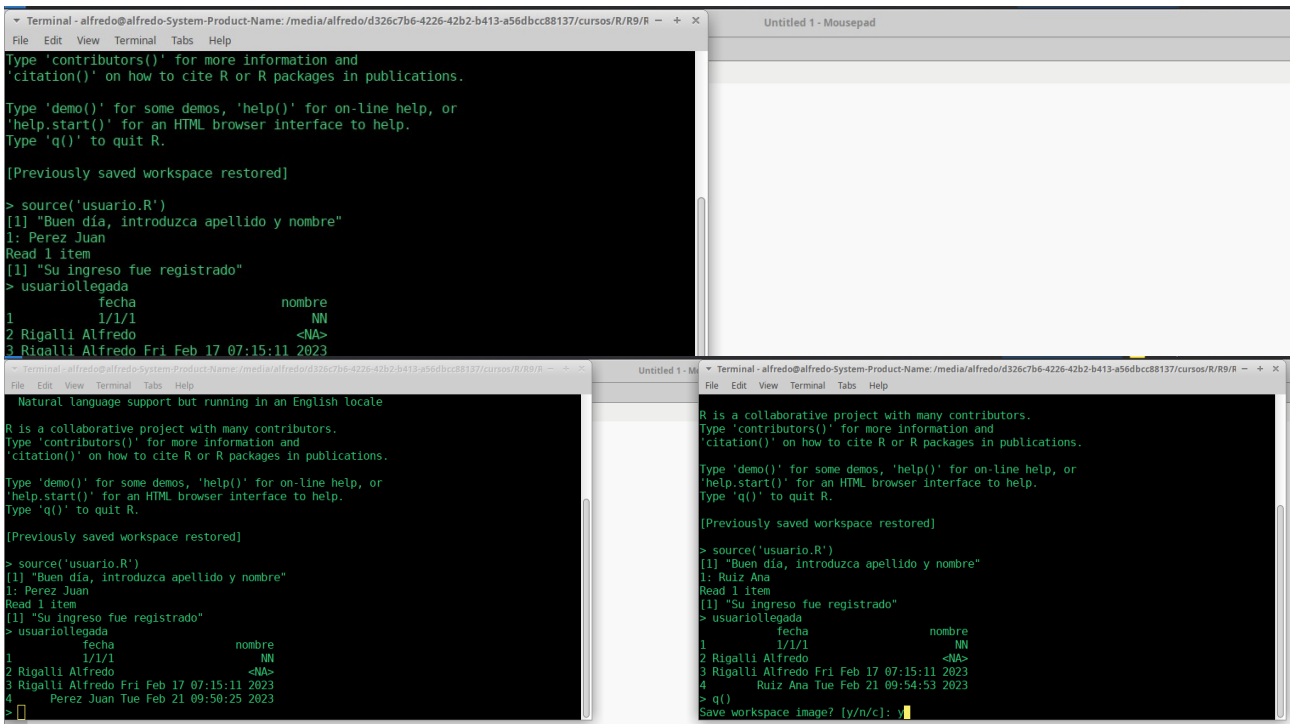 Terminal - alfredo@alfredo-System-Product-Name: /media/alfredo/d326c7b6-4226-42b2-b413-a56dbcc88137/cursos/R/R9/R
Untitled 1 - Mousepad
File Edit View Terminal Tabs Help
Type 'contributors()' for more information and
'citation()' on how to cite R or R packages in publications.
Type 'demo()' for some demos, 'help()' for on-line help, or
'help.start()' for an HTML browser interface to help.
Type 'q()' to quit R.
[Previously saved workspace restored]
> source('usuario.R')
[1] "Buen día, introduzca apellido y nombre"
1: Perez Juan
Read 1 item
[1] "Su ingreso fue registrado"
> usuariollegada
fecha nombre
1 1/1/1 NN
2 Rigalli Alfredo <NA>
3 Rigalli Alfredo Fri Feb 17 07:15:11 2023
Terminal - alfredo@alfredo-System-Product-Name: /media/alfredo/d326c7b6-4226-42b2-b413-a56dbcc88137/cursos/R/R9/R
Untitled 1 - M
File Edit View Terminal Tabs Help
Natural language support but running in an English locale
R is a collaborative project with many contributors.
Type 'contributors()' for more information and
'citation()' on how to cite R or R packages in publications.
Type 'demo()' for some demos, 'help()' for on-line help, or
'help.start()' for an HTML browser interface to help.
Type 'q()' to quit R.
[Previously saved workspace restored]
> source('usuario.R')
[1] "Buen día, introduzca apellido y nombre"
1: Perez Juan
Read 1 item
[1] "Su ingreso fue registrado"
> usuariollegada
fecha nombre
1 1/1/1 NN
2 Rigalli Alfredo <NA>
3 Rigalli Alfredo Fri Feb 17 07:15:11 2023
4 Perez Juan Tue Feb 21 09:50:25 2023
>
Terminal - alfredo@alfredo-System-Product-Name: /media/alfredo/d326c7b6-4226-42b2-b413-a56dbcc88137/cursos/R/R9/R
File Edit View Terminal Tabs Help
R is a collaborative project with many contributors.
Type 'contributors()' for more information and
'citation()' on how to cite R or R packages in publications.
Type 'demo()' for some demos, 'help()' for on-line help, or
'help.start()' for an HTML browser interface to help.
Type 'q()' to quit R.
[Previously saved workspace restored]
> source('usuario.R')
[1] "Buen día, introduzca apellido y nombre"
1: Ruiz Ana
Read 1 item
[1] "Su ingreso fue registrado"
> usuariollegada
fecha nombre
1 1/1/1 NN
2 Rigalli Alfredo <NA>
3 Rigalli Alfredo Fri Feb 17 07:15:11 2023
4 Ruiz Ana Tue Feb 21 09:54:53 2023
> q()
Save workspace image? [y/n/c]: y